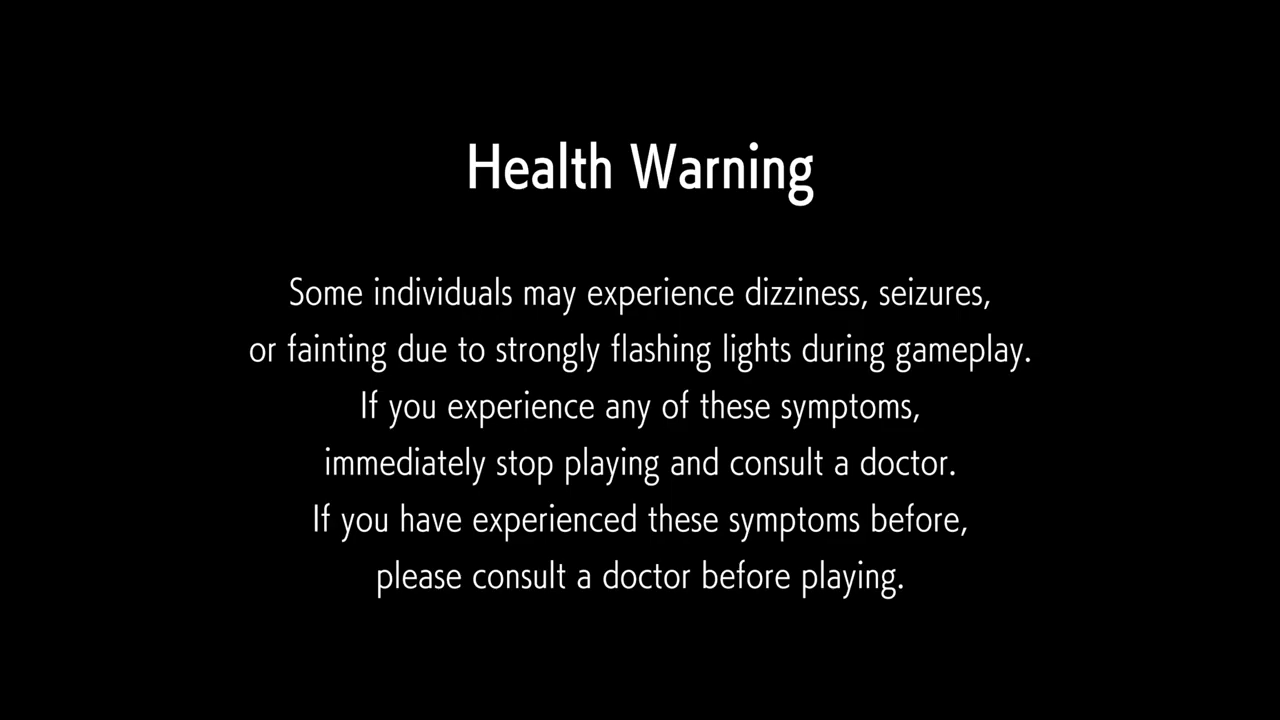 Health Warning
Some individuals may experience dizziness, seizures,
or fainting due to strongly flashing lights during gameplay.
If you experience any of these symptoms,
immediately stop playing and consult a doctor.
If you have experienced these symptoms before,
please consult a doctor before playing.